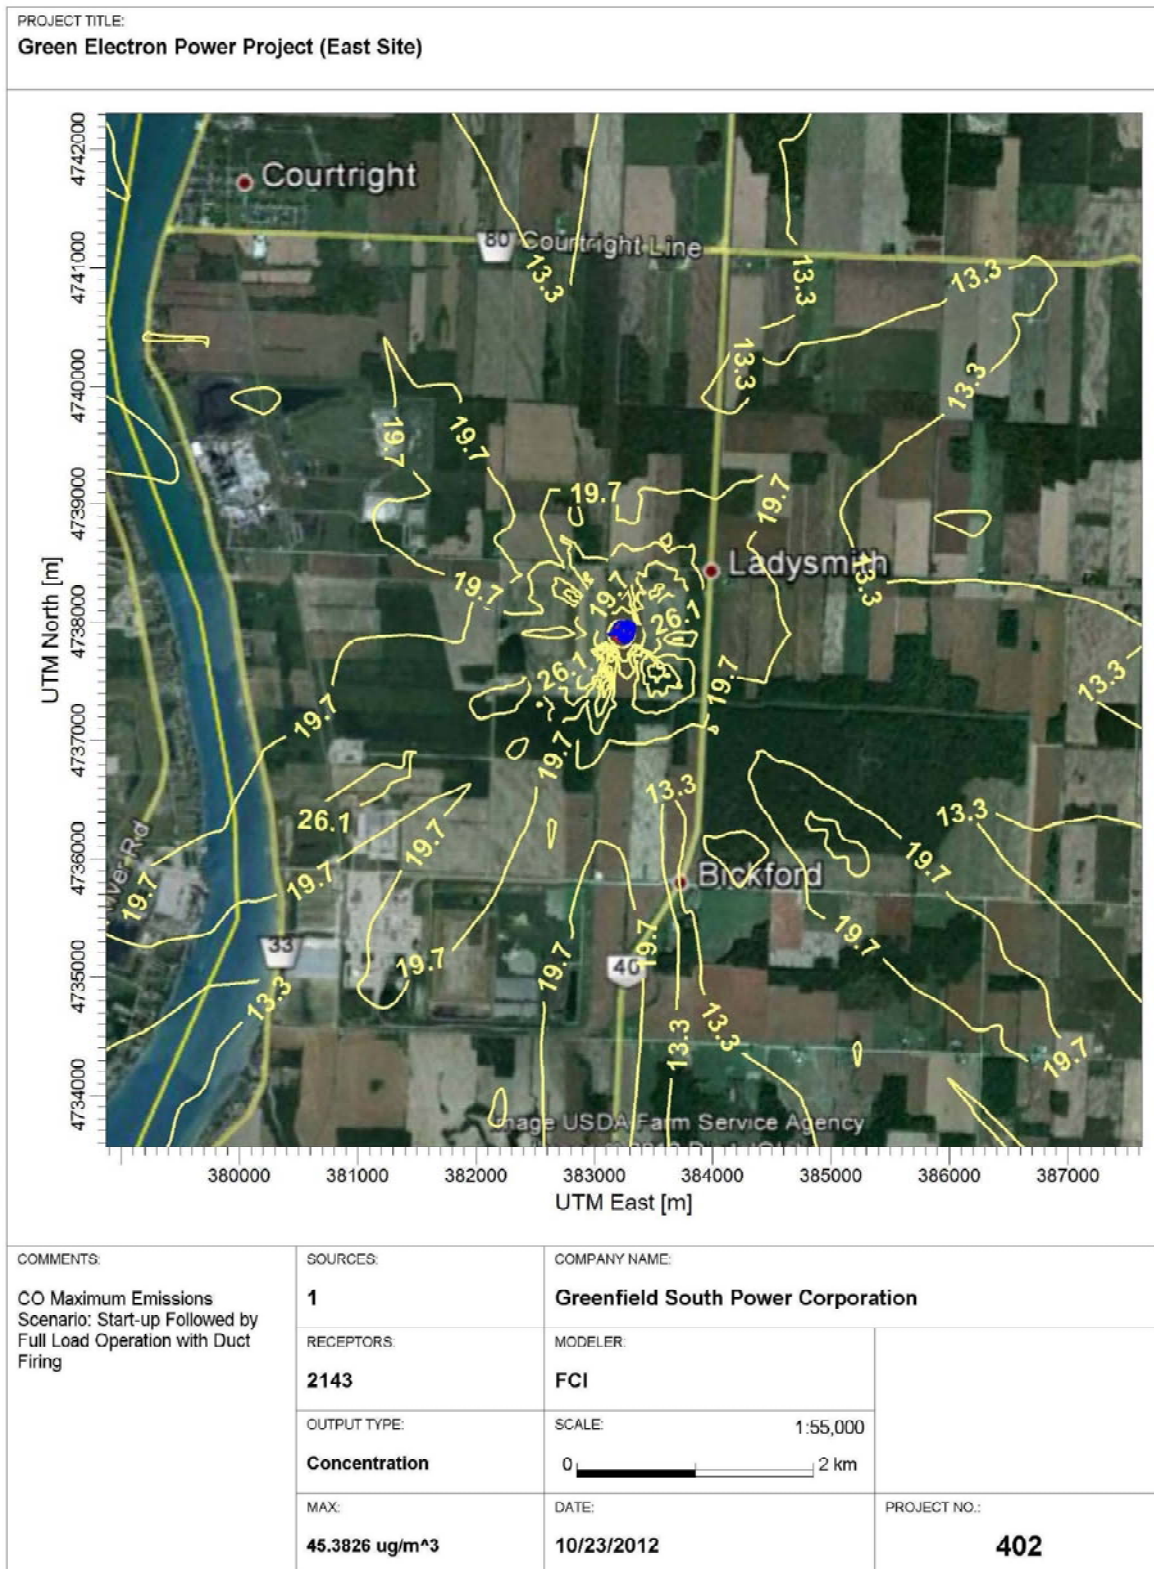 PROJECT TITLE:
Green Electron Power Project (East Site)
4742000
4741000
4740000
4739000
4738000
4737000
4736000
4735000
4734000
UTM North [m]
Courtright
80 Courtright Line
13.3
13.3
13.3
13.3
13.3
19.7
19.7
19.7
19.7
Ladysmith
13.3
19.7
19.7
26.1
26.1
19.7
13.3
19.7
19.7
13.3
26.1
19.7
13.3
19.7
19.7
Bickford
19.7
33
19.7
19.7
19.7
40
19.7
13.3
13.3
13.3
19.7
Image USDA Farm Service Agency
380000 381000 382000 383000 384000 385000 386000 387000
UTM East [m]
COMMENTS:
CO Maximum Emissions
Scenario: Start-up Followed by
Full Load Operation with Duct
Firing
SOURCES:
1
RECEPTORS:
2143
OUTPUT TYPE:
Concentration
MAX:
45.3826 ug/m^3
COMPANY NAME:
Greenfield South Power Corporation
MODELER:
FCI
SCALE: 1:55,000
0 2 km
DATE:
10/23/2012
PROJECT NO.:
402